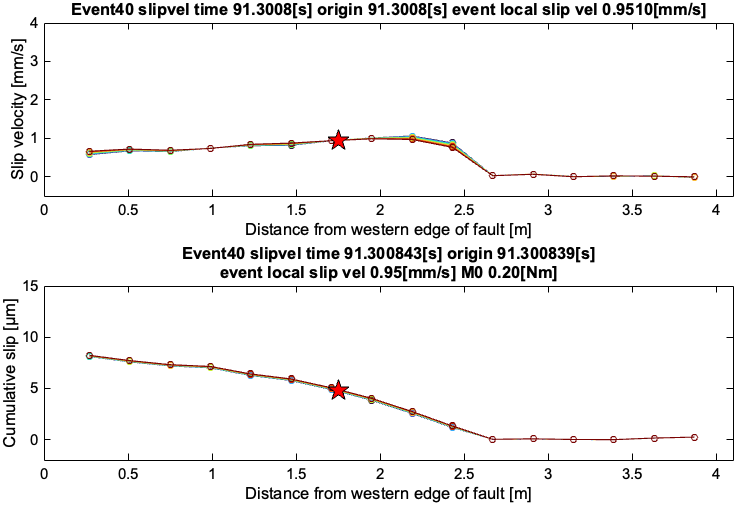 Event40 slipvel time 91.3008[s] origin 91.3008[s] event local slip vel 0.9510[mm/s]
4
3
2
1
0
Slip velocity [mm/s]
0 0.5 1 1.5 2 2.5 3 3.5 4
Distance from western edge of fault [m]
Event40 slipvel time 91.300843[s] origin 91.300839[s]
event local slip vel 0.95[mm/s] M0 0.20[Nm]
15
10
5
0
Cumulative slip [μm]
0 0.5 1 1.5 2 2.5 3 3.5 4
Distance from western edge of fault [m]